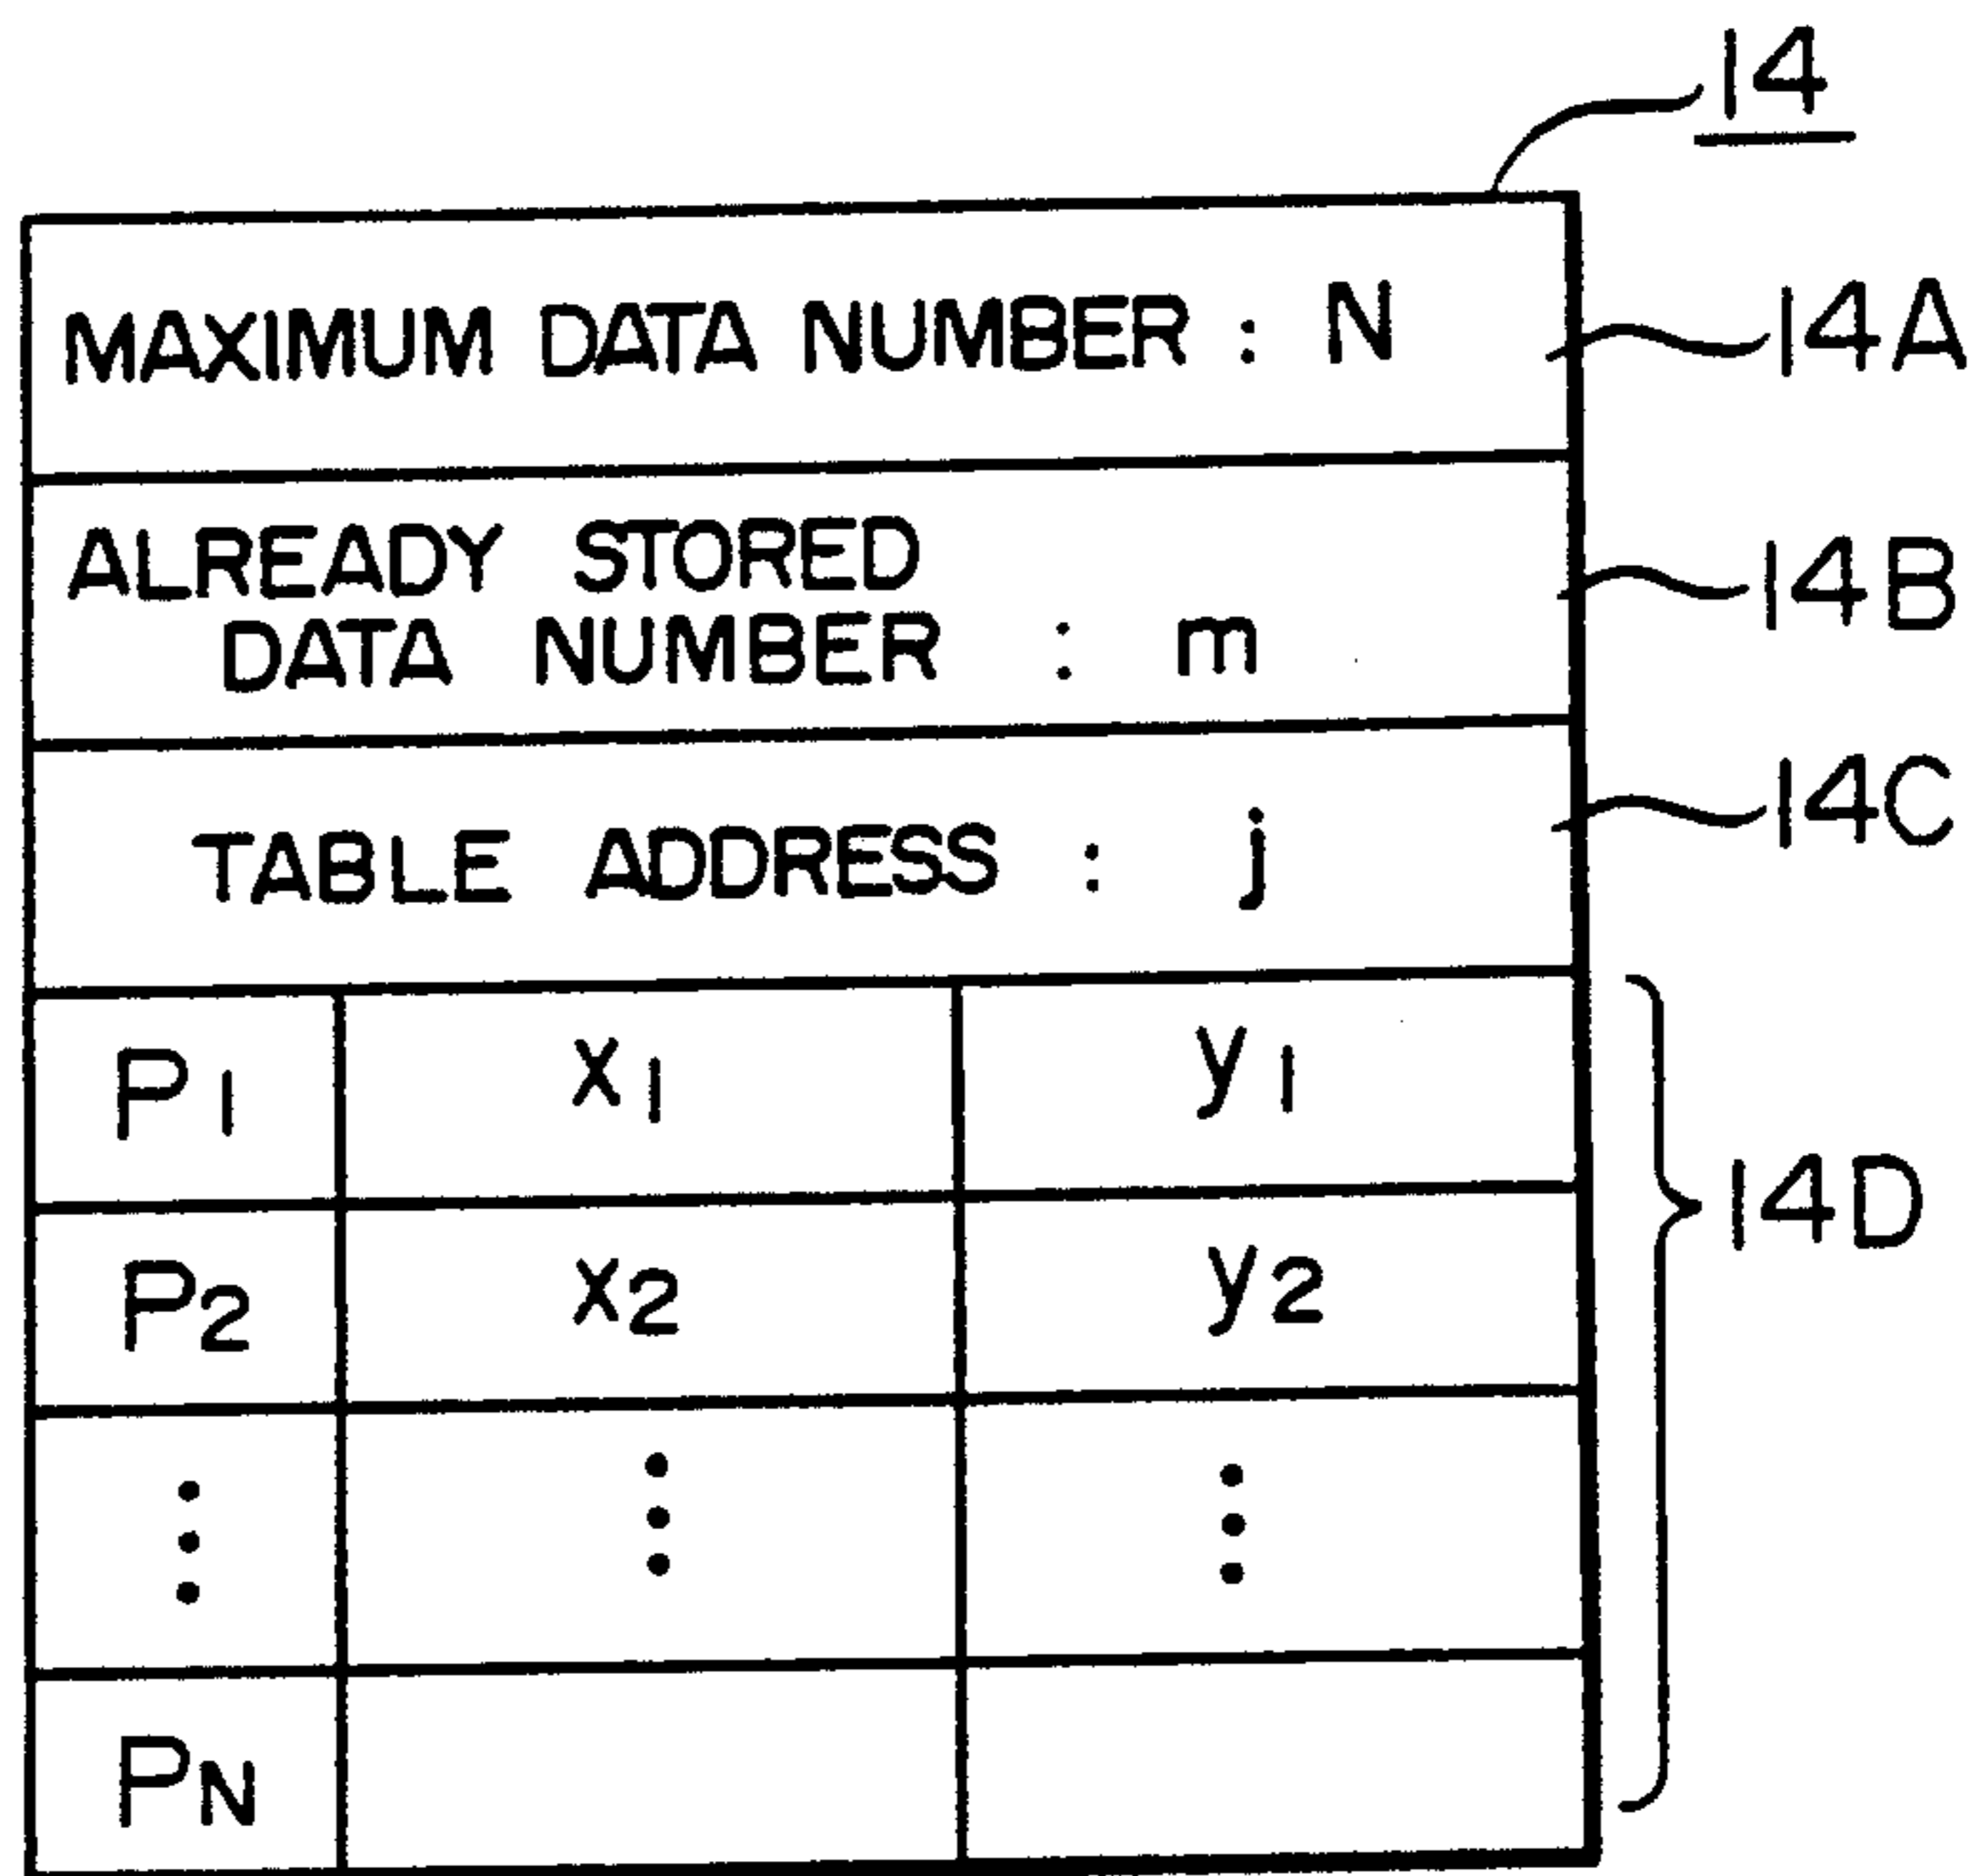 14
MAXIMUM DATA NUMBER : N
14A
ALREADY STORED
DATA NUMBER : m
14B
TABLE ADDRESS : j
14C
P1 x1 y1
P2 x2 y2
14D
PN